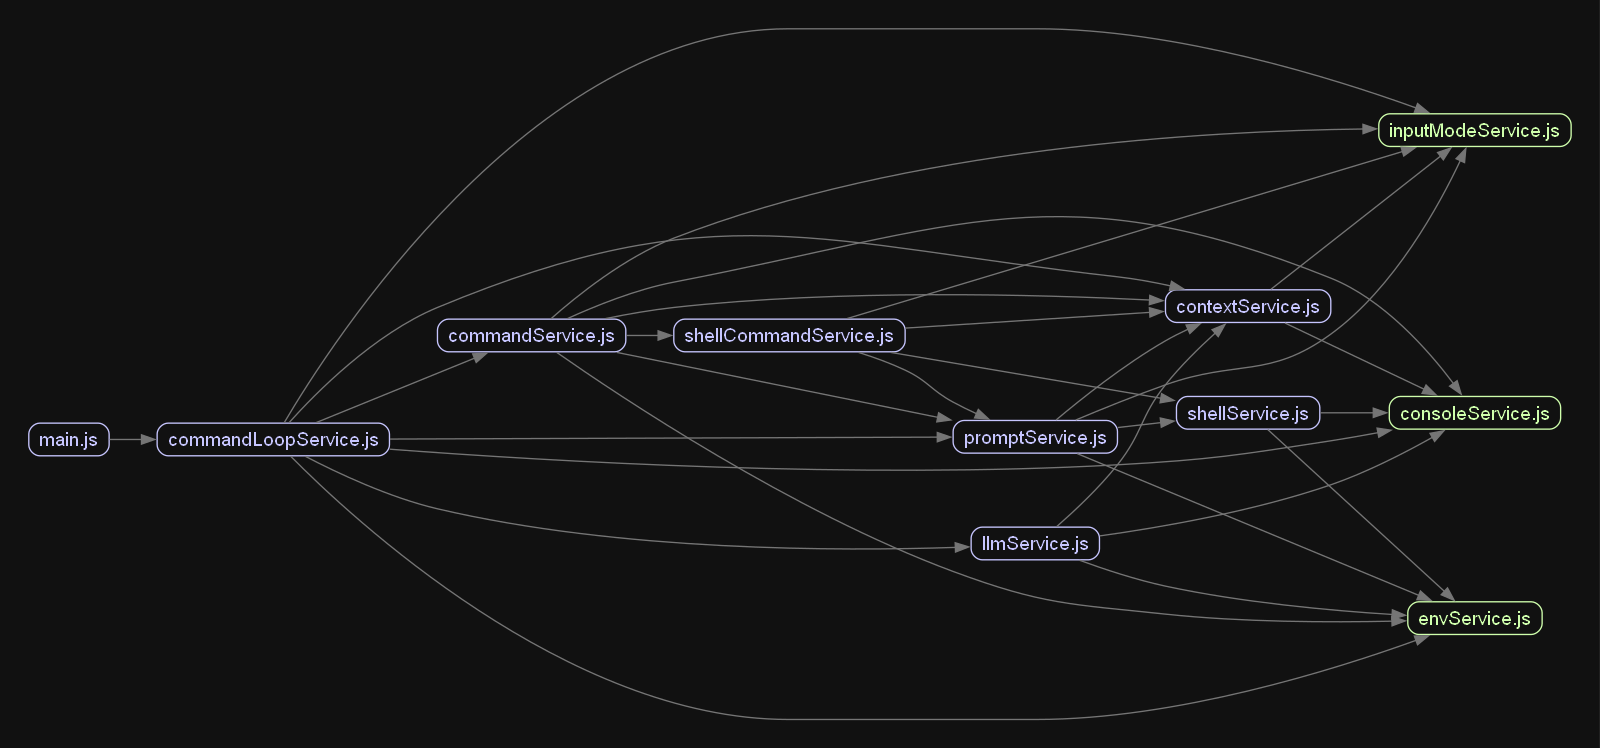 inputModeService.js
contextService.js
commandService.js
shellCommandService.js
shellService.js
consoleService.js
main.js
commandLoopService.js
promptService.js
llmService.js
envService.js